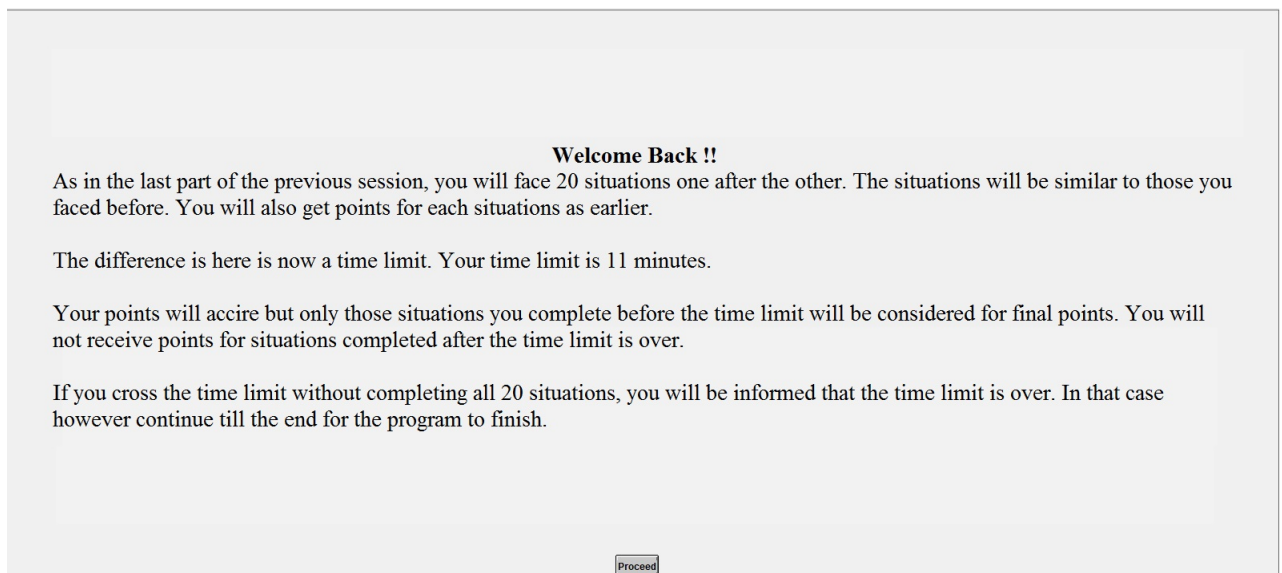 Welcome Back !!
As in the last part of the previous session, you will face 20 situations one after the other. The situations will be similar to those you
faced before. You will also get points for each situations as earlier.
The difference is here is now a time limit. Your time limit is 11 minutes.
Your points will accire but only those situations you complete before the time limit will be considered for final points. You will
not receive points for situations completed after the time limit is over.
If you cross the time limit without completing all 20 situations, you will be informed that the time limit is over. In that case
however continue till the end for the program to finish.
Proceed